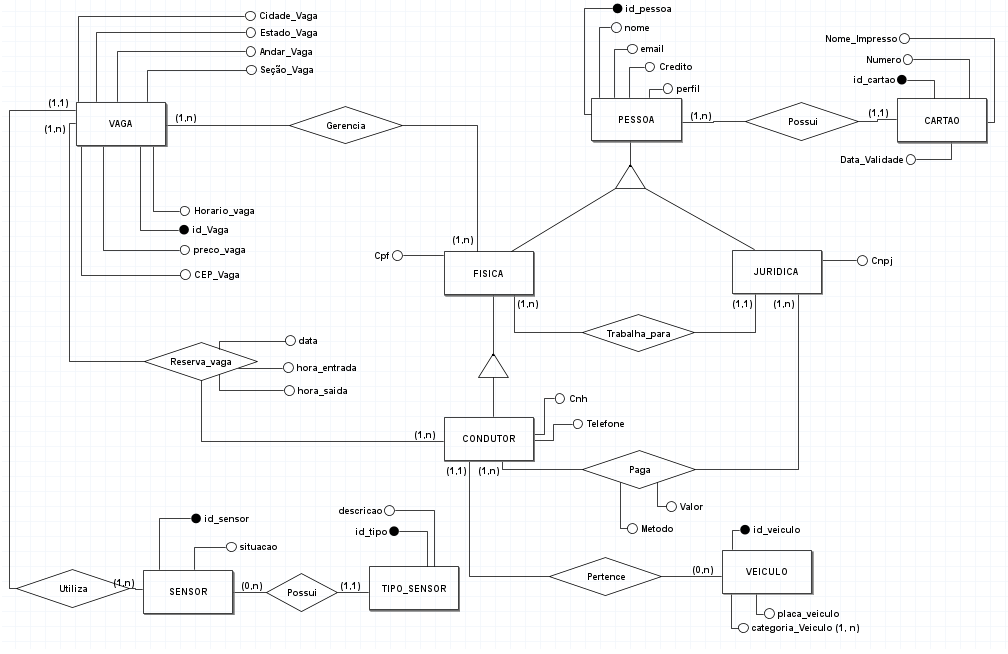 Cidade_Vaga
Estado_Vaga
Andar_Vaga
Seção_Vaga
(1,1)
VAGA
(1,n)
(1,n)
Gerencia
Horario_vaga
id_Vaga
preco_vaga
CEP_Vaga
id_pessoa
nome
email
Credito
perfil
PESSOA
(1,n)
Possui
(1,1)
Nome_Impresso
Numero
id_cartao
CARTAO
Data_Validade
(1,n)
Cpf
FISICA
(1,n)
JURIDICA
Cnpj
(1,1)
(1,n)
Trabalha_para
Reserva_vaga
data
hora_entrada
hora_saida
(1,n)
CONDUTOR
Cnh
Telefone
(1,1)
(1,n)
Paga
Valor
Metodo
id_sensor
situacao
Utiliza
(1,n)
SENSOR
(0,n)
Possui
(1,1)
descricao
id_tipo
TIPO_SENSOR
Pertence
(0,n)
id_veiculo
VEICULO
placa_veiculo
categoria_Veiculo (1, n)